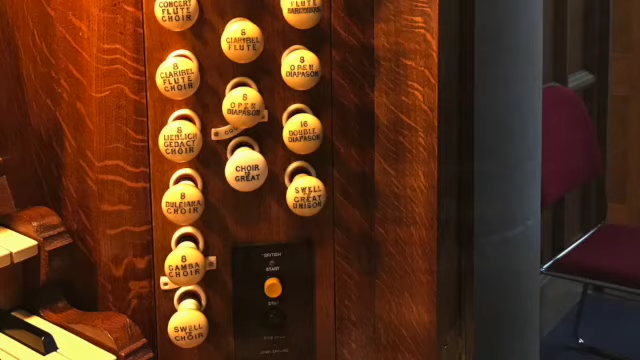 CONCERT
FLUTE
CHOIR
8
CLARIBEL
FLUTE
CHOIR
8
LIEBLICH
GEDACT
CHOIR
8
DULCIANA
CHOIR
8
GAMBA
CHOIR
SWELL
TO
CHOIR
8
CLARIBEL
FLUTE
8
OPEN
DIAPASON
CHOIR
TO
GREAT
FLUTE
8
OPEN
DIAPASON
16
DOUBLE
DIAPASON
SWELL
TO
GREAT
UNISON
START